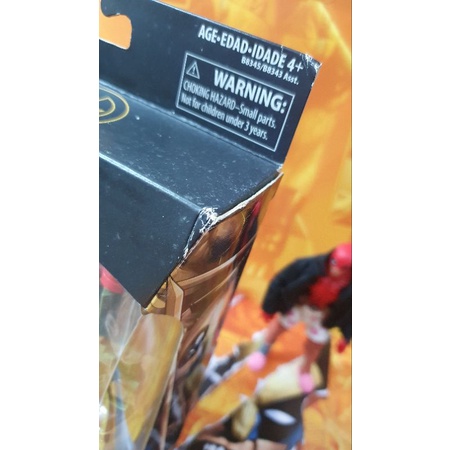 AGE•EDAD•IDADE 4+
B8345/B8343 Asst.
WARNING:
CHOKING HAZARD–Small parts.
Not for children under 3 years.